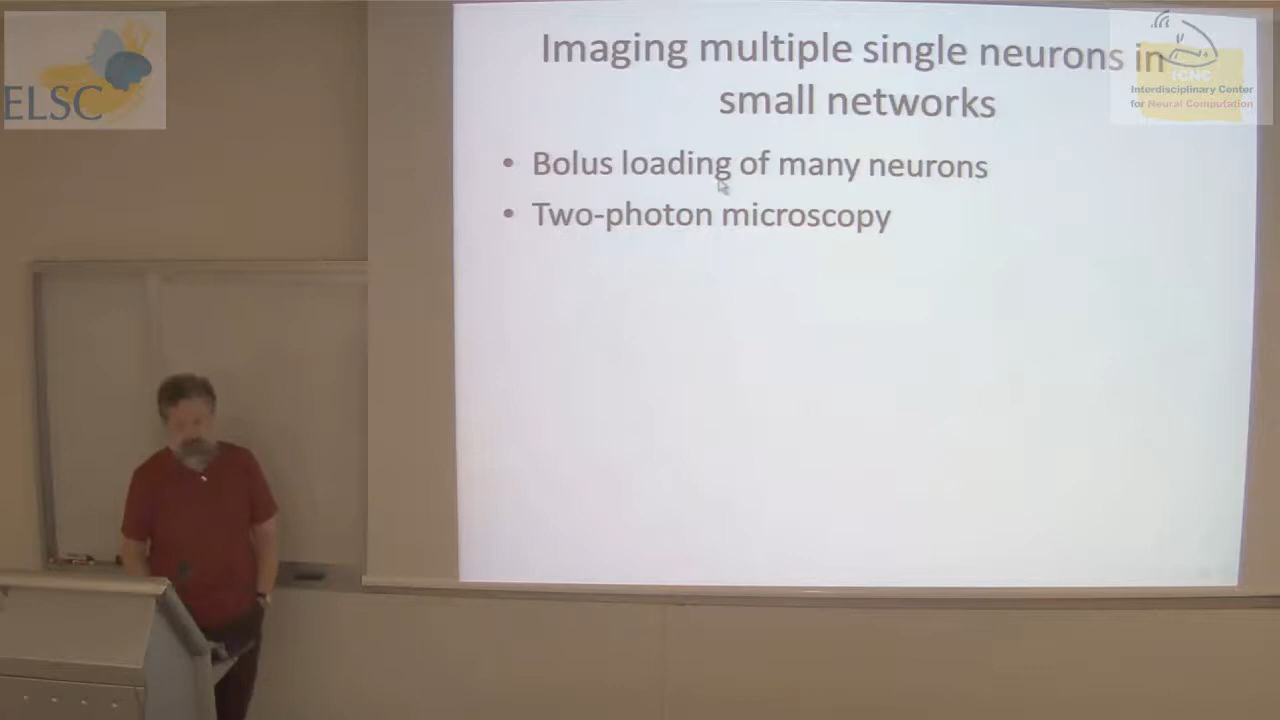 ELSC
Imaging multiple single neurons in
small networks
• Bolus loading of many neurons
• Two-photon microscopy
ICNC
Interdisciplinary Center
for Neural Computation